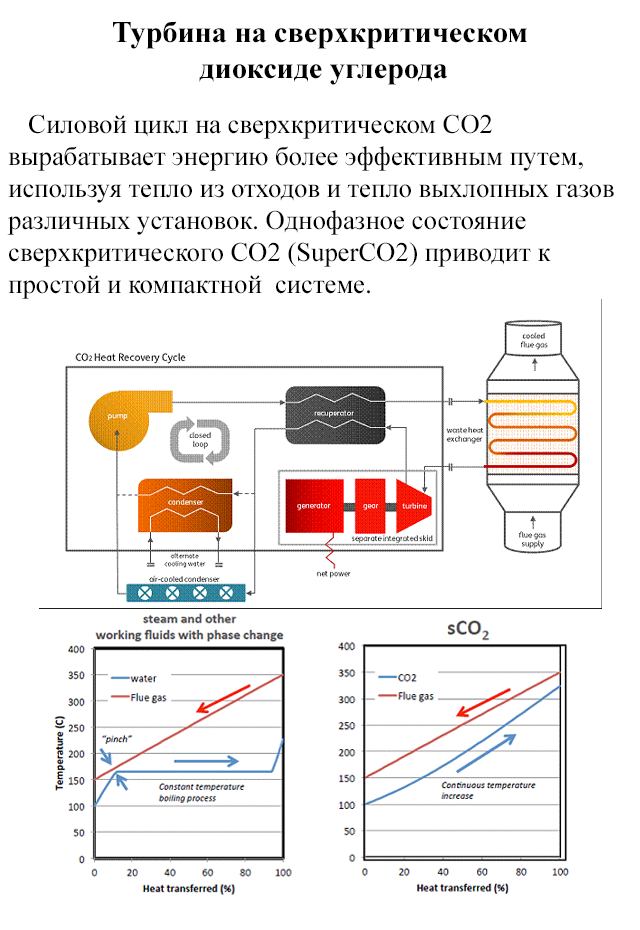 Турбина на сверхкритическом
диоксиде углерода
Силовой цикл на сверхкритическом СО2
вырабатывает энергию более эффективным путем,
используя тепло из отходов и тепло выхлопных газов
различных установок. Однофазное состояние
сверхкритического СО2 (SuperCO2) приводит к
простой и компактной системе.
cooled
flue gas
CO2 Heat Recovery Cycle
pump
recuperator
closed
loop
waste heat
exchanger
condenser
generator
gear
turbine
separate integrated skid
flue gas
supply
alternate
cooling water
net power
air-cooled condenser
steam and other
working fluids with phase change
400
350
300
250
200
150
100
50
0
Temperature (C)
water
Flue gas
"pinch"
Constant temperature
boiling process
0 20 40 60 80 100
Heat transferred (%)
sCO2
400
350
300
250
200
150
100
50
0
CO2
Flue gas
Continuous temperature
increase
0 20 40 60 80 100
Heat transferred (%)